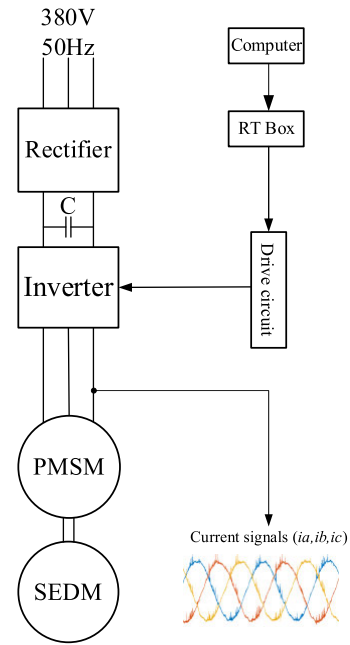 380V
50Hz
Computer
Rectifier
RT Box
C
Inverter
Drive circuit
PMSM
Current signals (ia,ib,ic)
SEDM